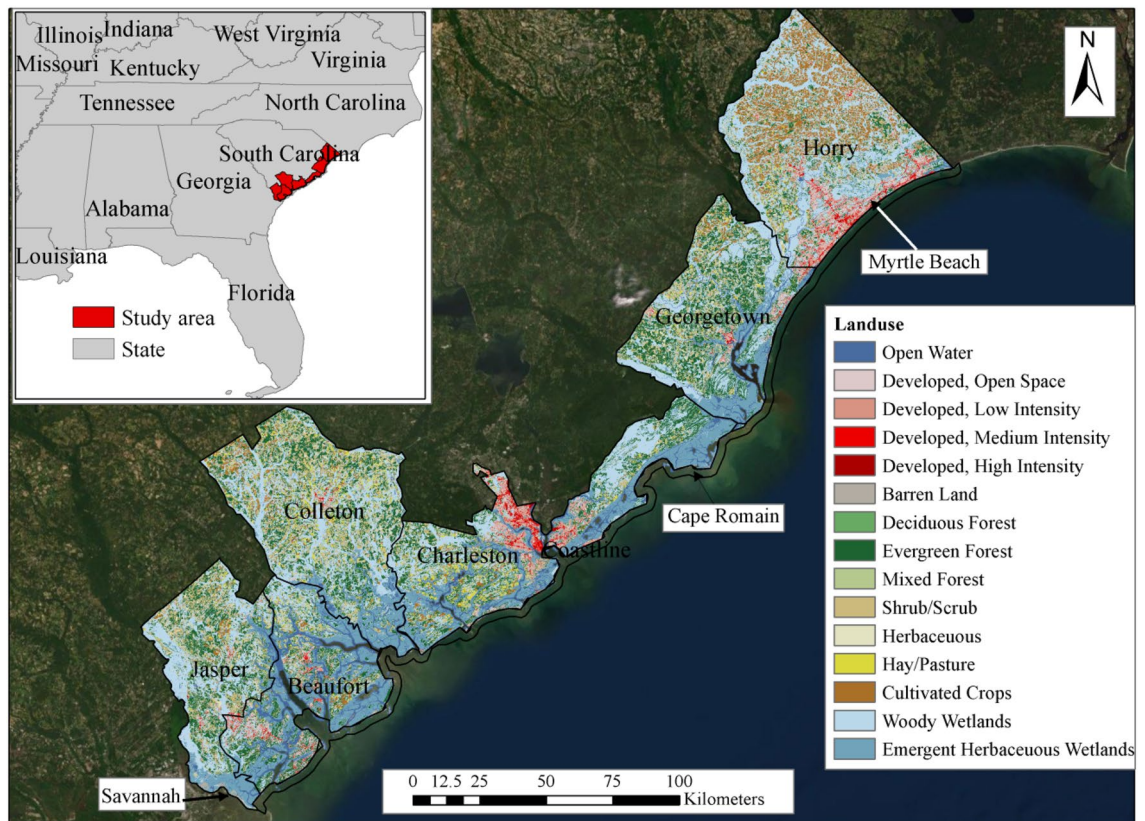 Illinois
Indiana
West Virginia
Missouri
Kentucky
Virginia
Tennessee
North Carolina
South Carolina
Georgia
Alabama
Louisiana
Florida
Study area
State
N
Horry
Myrtle Beach
Georgetown
Landuse
Open Water
Developed, Open Space
Developed, Low Intensity
Developed, Medium Intensity
Developed, High Intensity
Barren Land
Deciduous Forest
Evergreen Forest
Mixed Forest
Shrub/Scrub
Herbaceuous
Hay/Pasture
Cultivated Crops
Woody Wetlands
Emergent Herbaceuous Wetlands
Colleton
Cape Romain
Charleston
Coastline
Jasper
Beaufort
Savannah
0 12.5 25 50 75 100
Kilometers